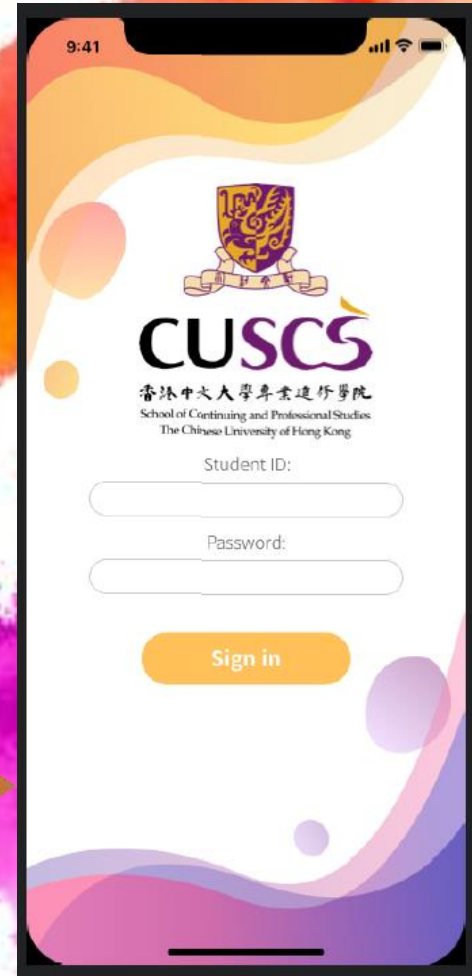 9:41
CUSCS
香港中文大學專業進修學院
School of Continuing and Professional Studies
The Chinese University of Hong Kong
Student ID:
Password:
Sign in